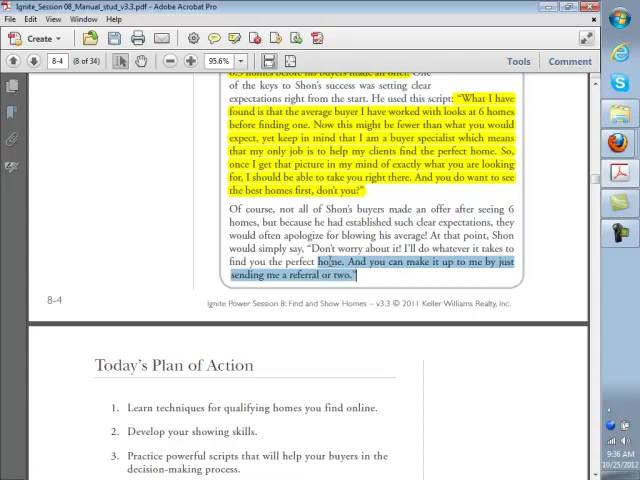 Ignite_Session 08_Manual_stud_v3.3.pdf - Adobe Acrobat Pro
File Edit View Window Help
Create
8-4 (8 of 34) 95.6% Tools Comment
6.3 homes before his buyers made an offer. One
of the keys to Shon's success was setting clear
expectations right from the start. He used this script: “What I have
found is that the average buyer I have worked with looks at 6 homes
before finding one. Now this might be fewer than what you would
expect, yet keep in mind that I am a buyer specialist which means
that my only job is to help my clients find the perfect home. So,
once I get that picture in my mind of exactly what you are looking
for, I should be able to take you right there. And you do want to see
the best homes first, don't you?”
Of course, not all of Shon's buyers made an offer after seeing 6
homes, but because he had established such clear expectations, they
would often apologize for blowing his average! At that point, Shon
would simply say, “Don't worry about it! I'll do whatever it takes to
find you the perfect home. And you can make it up to me by just
sending me a referral or two.”
8-4 Ignite Power Session 8: Find and Show Homes – v3.3 © 2011 Keller Williams Realty, Inc.
Today's Plan of Action
1. Learn techniques for qualifying homes you find online.
2. Develop your showing skills.
3. Practice powerful scripts that will help your buyers in the
decision-making process.
9:36 AM
10/25/2012